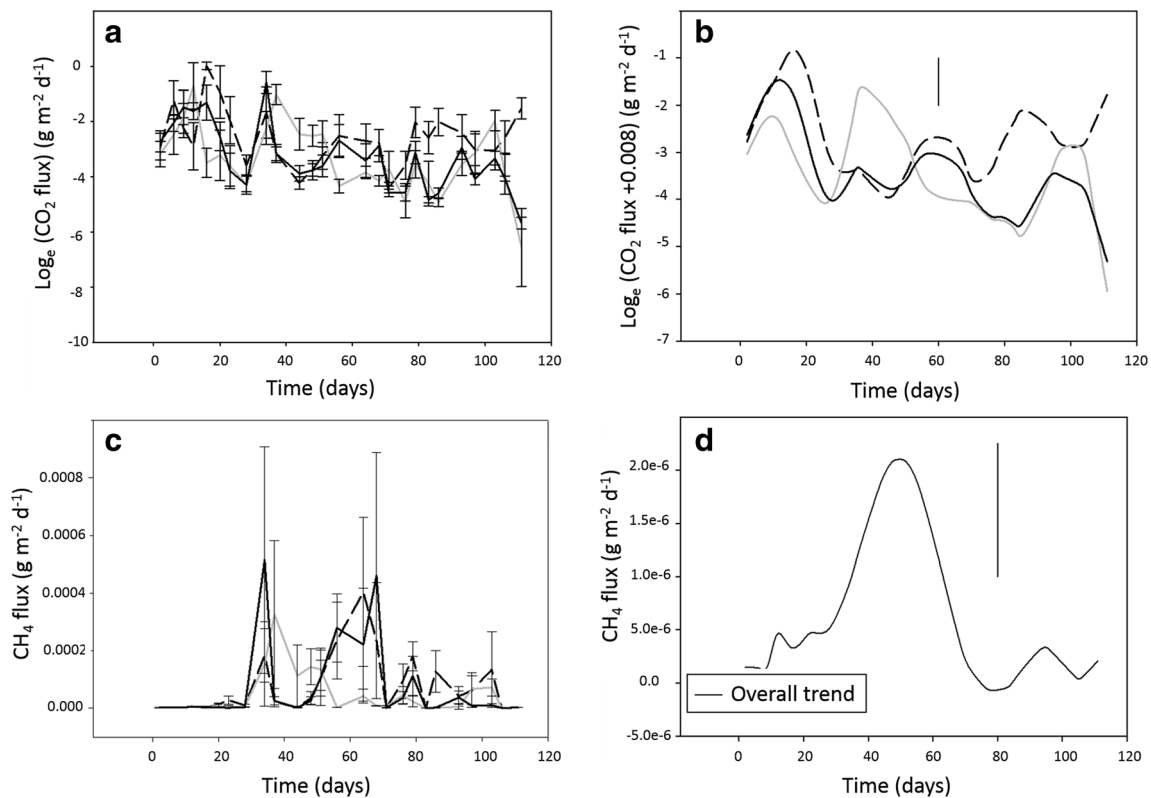 a
Logₑ (CO₂ flux) (g m⁻² d⁻¹)
0
-2
-4
-6
-8
-10
0 20 40 60 80 100 120
Time (days)
b
Logₑ (CO₂ flux +0.008) (g m⁻² d⁻¹)
-1
-2
-3
-4
-5
-6
-7
0 20 40 60 80 100 120
Time (days)
c
CH₄ flux (g m⁻² d⁻¹)
0.0008
0.0006
0.0004
0.0002
0.000
0 20 40 60 80 100 120
Time (days)
d
CH₄ flux (g m⁻² d⁻¹)
2.0e-6
1.5e-6
1.0e-6
5.0e-6
0.0
-5.0e-6
Overall trend
0 20 40 60 80 100 120
Time (days)